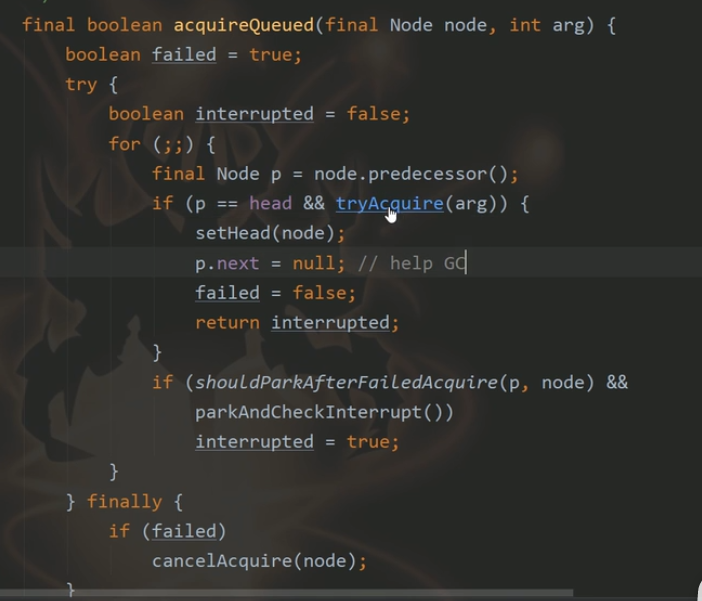 final boolean acquireQueued(final Node node, int arg) {
boolean failed = true;
try {
boolean interrupted = false;
for (;;) {
final Node p = node.predecessor();
if (p == head && tryAcquire(arg)) {
setHead(node);
p.next = null; // help GC
failed = false;
return interrupted;
}
if (shouldParkAfterFailedAcquire(p, node) &&
parkAndCheckInterrupt())
interrupted = true;
}
} finally {
if (failed)
cancelAcquire(node);
}